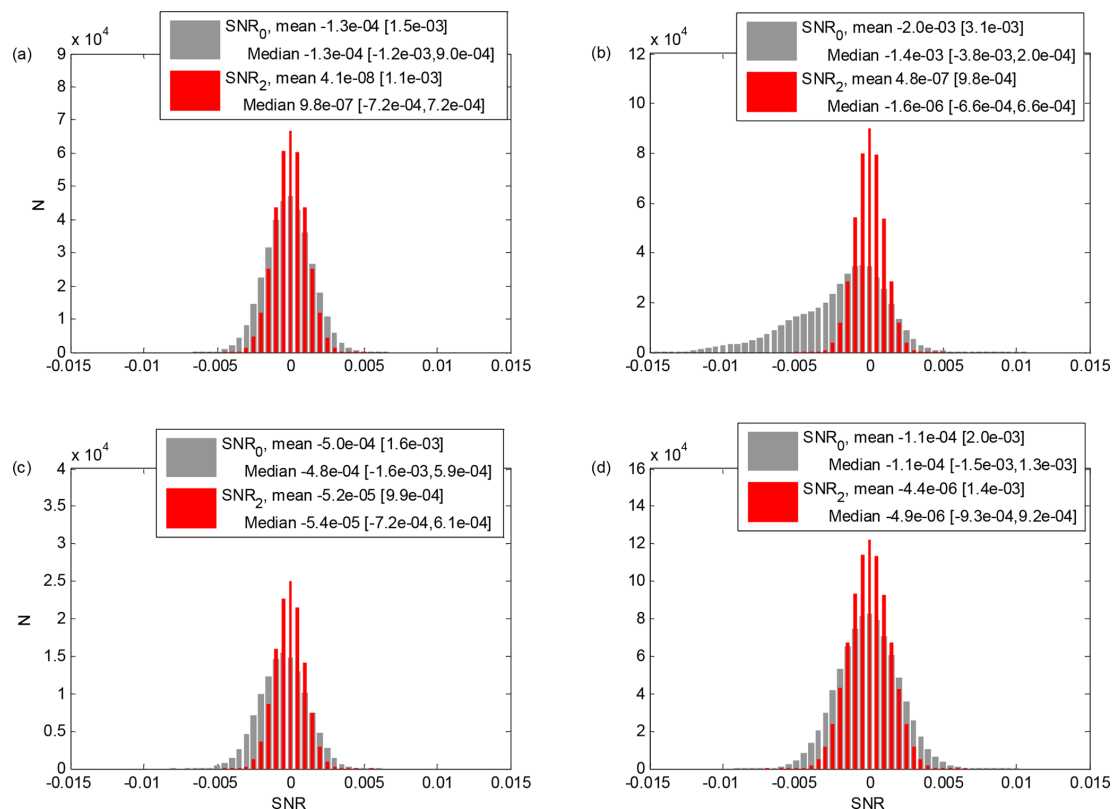 (a)
x 10^4
SNR_0, mean -1.3e-04 [1.5e-03]
Median -1.3e-04 [-1.2e-03,9.0e-04]
SNR_2, mean 4.1e-08 [1.1e-03]
Median 9.8e-07 [-7.2e-04,7.2e-04]
9
8
7
6
5
4
3
2
1
0
N
-0.015
-0.01
-0.005
0
0.005
0.01
0.015
(b)
x 10^4
SNR_0, mean -2.0e-03 [3.1e-03]
Median -1.4e-03 [-3.8e-03,2.0e-04]
SNR_2, mean 4.8e-07 [9.8e-04]
Median -1.6e-06 [-6.6e-04,6.6e-04]
12
10
8
6
4
2
0
-0.015
-0.01
-0.005
0
0.005
0.01
0.015
(c)
x 10^4
SNR_0, mean -5.0e-04 [1.6e-03]
Median -4.8e-04 [-1.6e-03,5.9e-04]
SNR_2, mean -5.2e-05 [9.9e-04]
Median -5.4e-05 [-7.2e-04,6.1e-04]
4
3.5
3
2.5
2
1.5
1
0.5
0
N
-0.015
-0.01
-0.005
0
0.005
0.01
0.015
SNR
(d)
x 10^4
SNR_0, mean -1.1e-04 [2.0e-03]
Median -1.1e-04 [-1.5e-03,1.3e-03]
SNR_2, mean -4.4e-06 [1.4e-03]
Median -4.9e-06 [-9.3e-04,9.2e-04]
16
14
12
10
8
6
4
2
0
-0.015
-0.01
-0.005
0
0.005
0.01
0.015
SNR